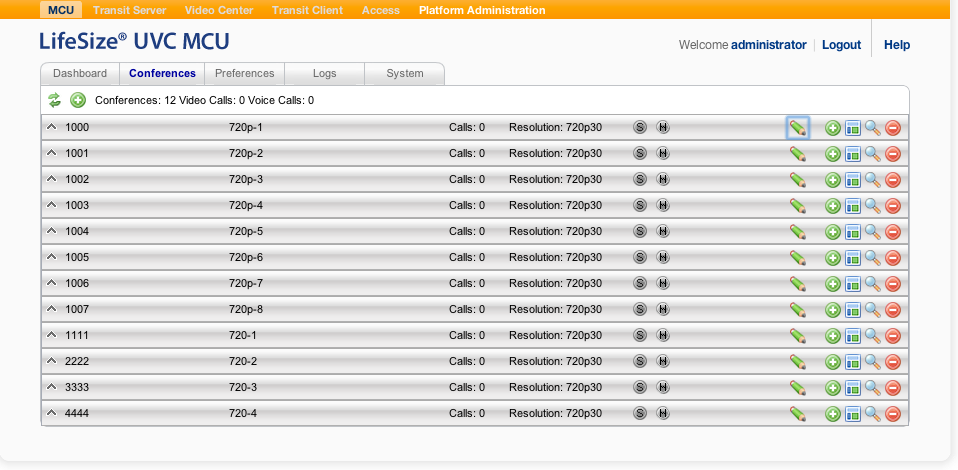 MCU Transit Server Video Center Transit Client Access Platform Administration
LifeSize® UVC MCU
Welcome administrator Logout Help
Dashboard Conferences Preferences Logs System
Conferences: 12 Video Calls: 0 Voice Calls: 0
1000 720p-1 Calls: 0 Resolution: 720p30 S H
1001 720p-2 Calls: 0 Resolution: 720p30 S H
1002 720p-3 Calls: 0 Resolution: 720p30 S H
1003 720p-4 Calls: 0 Resolution: 720p30 S H
1004 720p-5 Calls: 0 Resolution: 720p30 S H
1005 720p-6 Calls: 0 Resolution: 720p30 S H
1006 720p-7 Calls: 0 Resolution: 720p30 S H
1007 720p-8 Calls: 0 Resolution: 720p30 S H
1111 720-1 Calls: 0 Resolution: 720p30 S H
2222 720-2 Calls: 0 Resolution: 720p30 S H
3333 720-3 Calls: 0 Resolution: 720p30 S H
4444 720-4 Calls: 0 Resolution: 720p30 S H